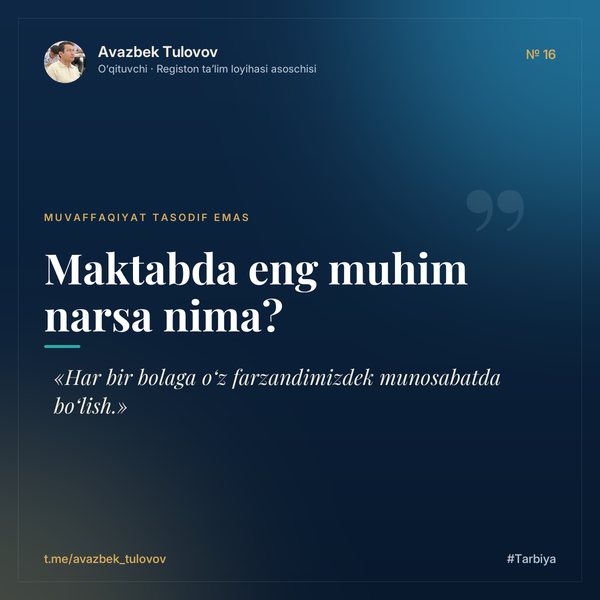 Avazbek Tulovov
O‘qituvchi · Registon ta’lim loyihasi asoschisi
№ 16
MUVAFFAQIYAT TASODIF EMAS
”
Maktabda eng muhim
narsa nima?
«Har bir bolaga o‘z farzandimizdek munosabatda
bo‘lish.»
t.me/avazbek_tulovov
#Tarbiya